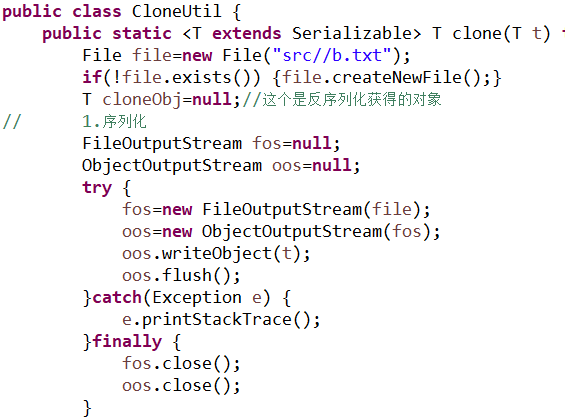 public class CloneUtil {
    public static <T extends Serializable> T clone(T t)
        File file=new File("src//b.txt");
        if(!file.exists()) {file.createNewFile();}
        T cloneObj=null;//这个是反序列化获得的对象
//      1.序列化
        FileOutputStream fos=null;
        ObjectOutputStream oos=null;
        try {
            fos=new FileOutputStream(file);
            oos=new ObjectOutputStream(fos);
            oos.writeObject(t);
            oos.flush();
        }catch(Exception e) {
            e.printStackTrace();
        }finally {
            fos.close();
            oos.close();
        }